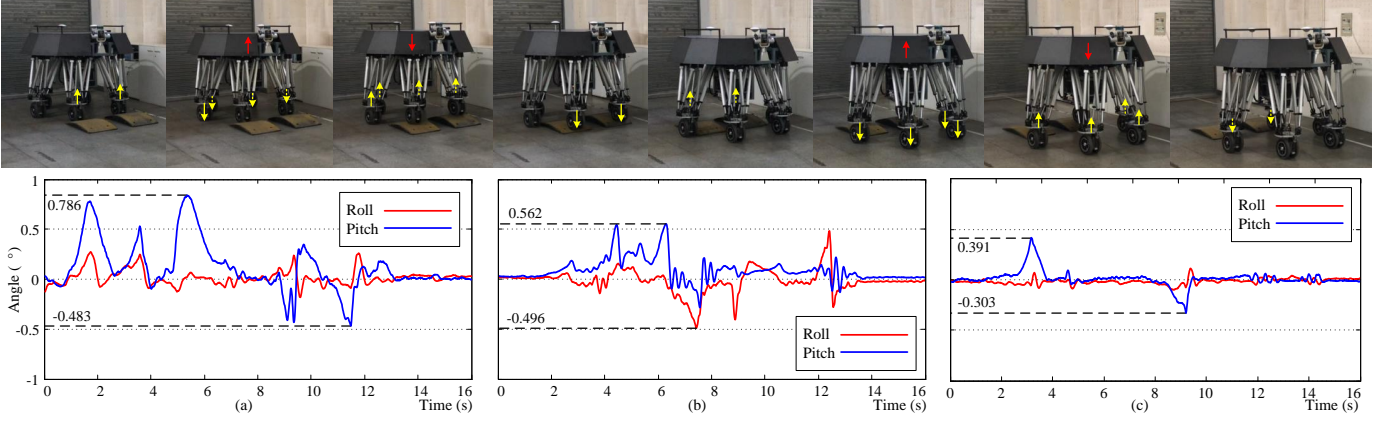 1
0.5
0
-0.5
-1
Angle ( °)
0.786
-0.483
Roll
Pitch
0 2 4 6 8 10 12 14 16
(a)
Time (s)
0.562
-0.496
Roll
Pitch
0 2 4 6 8 10 12 14 16
(b)
Time (s)
0.391
-0.303
Roll
Pitch
0 2 4 6 8 10 12 14 16
(c)
Time (s)